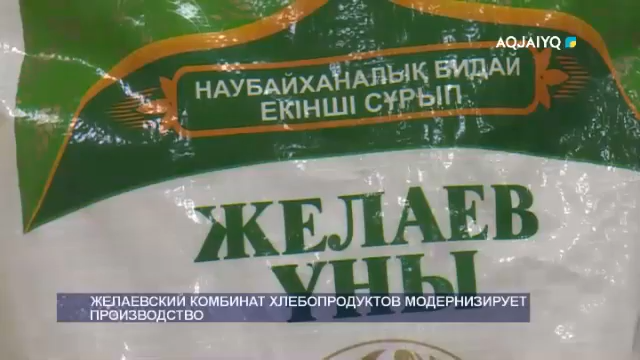 AQJAIYQ
НАУБАЙХАНАЛЫҚ БИДАЙ
ЕКІНШІ СҰРЫП
ЖЕЛАЕВ
ҰНЫ
ЖЕЛАЕВСКИЙ КОМБИНАТ ХЛЕБОПРОДУКТОВ МОДЕРНИЗИРУЕТ
ПРОИЗВОДСТВО